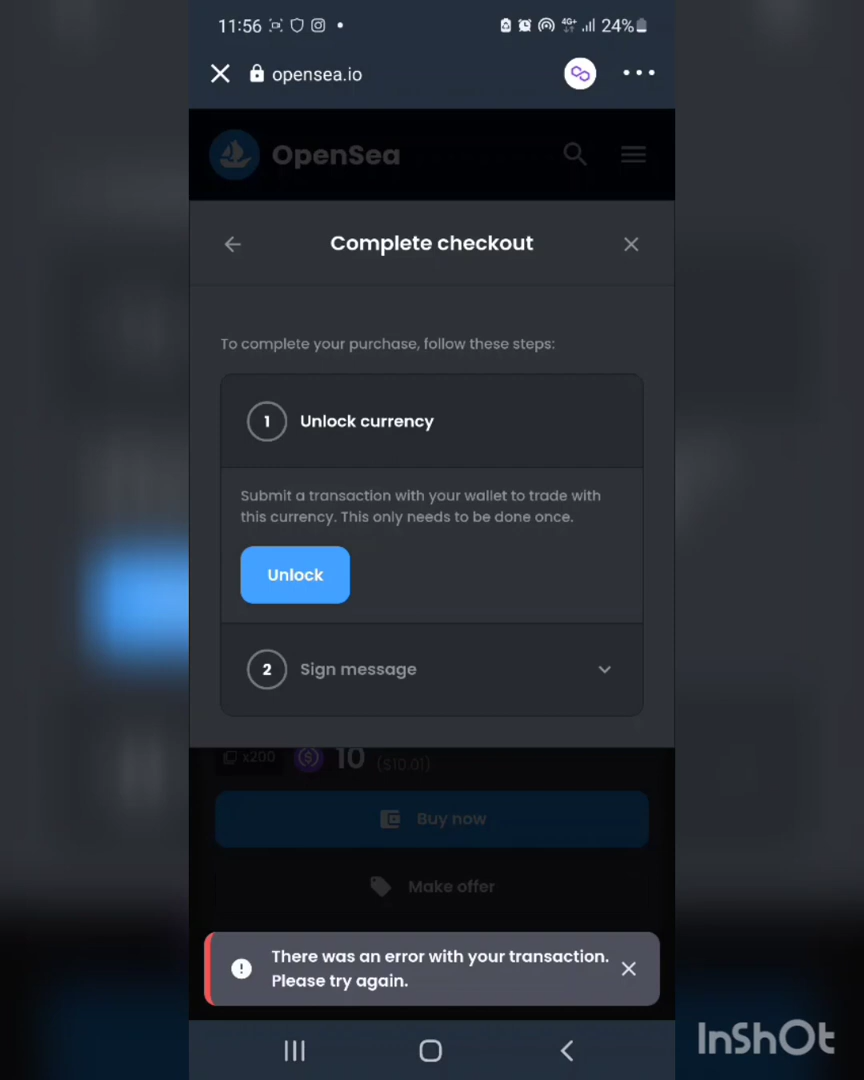 11:56
4G+ 24%
opensea.io
OpenSea
Complete checkout
To complete your purchase, follow these steps:
1 Unlock currency
Submit a transaction with your wallet to trade with
this currency. This only needs to be done once.
Unlock
2 Sign message
x200 10 ($10.01)
Buy now
Make offer
There was an error with your transaction.
Please try again.
InShOt